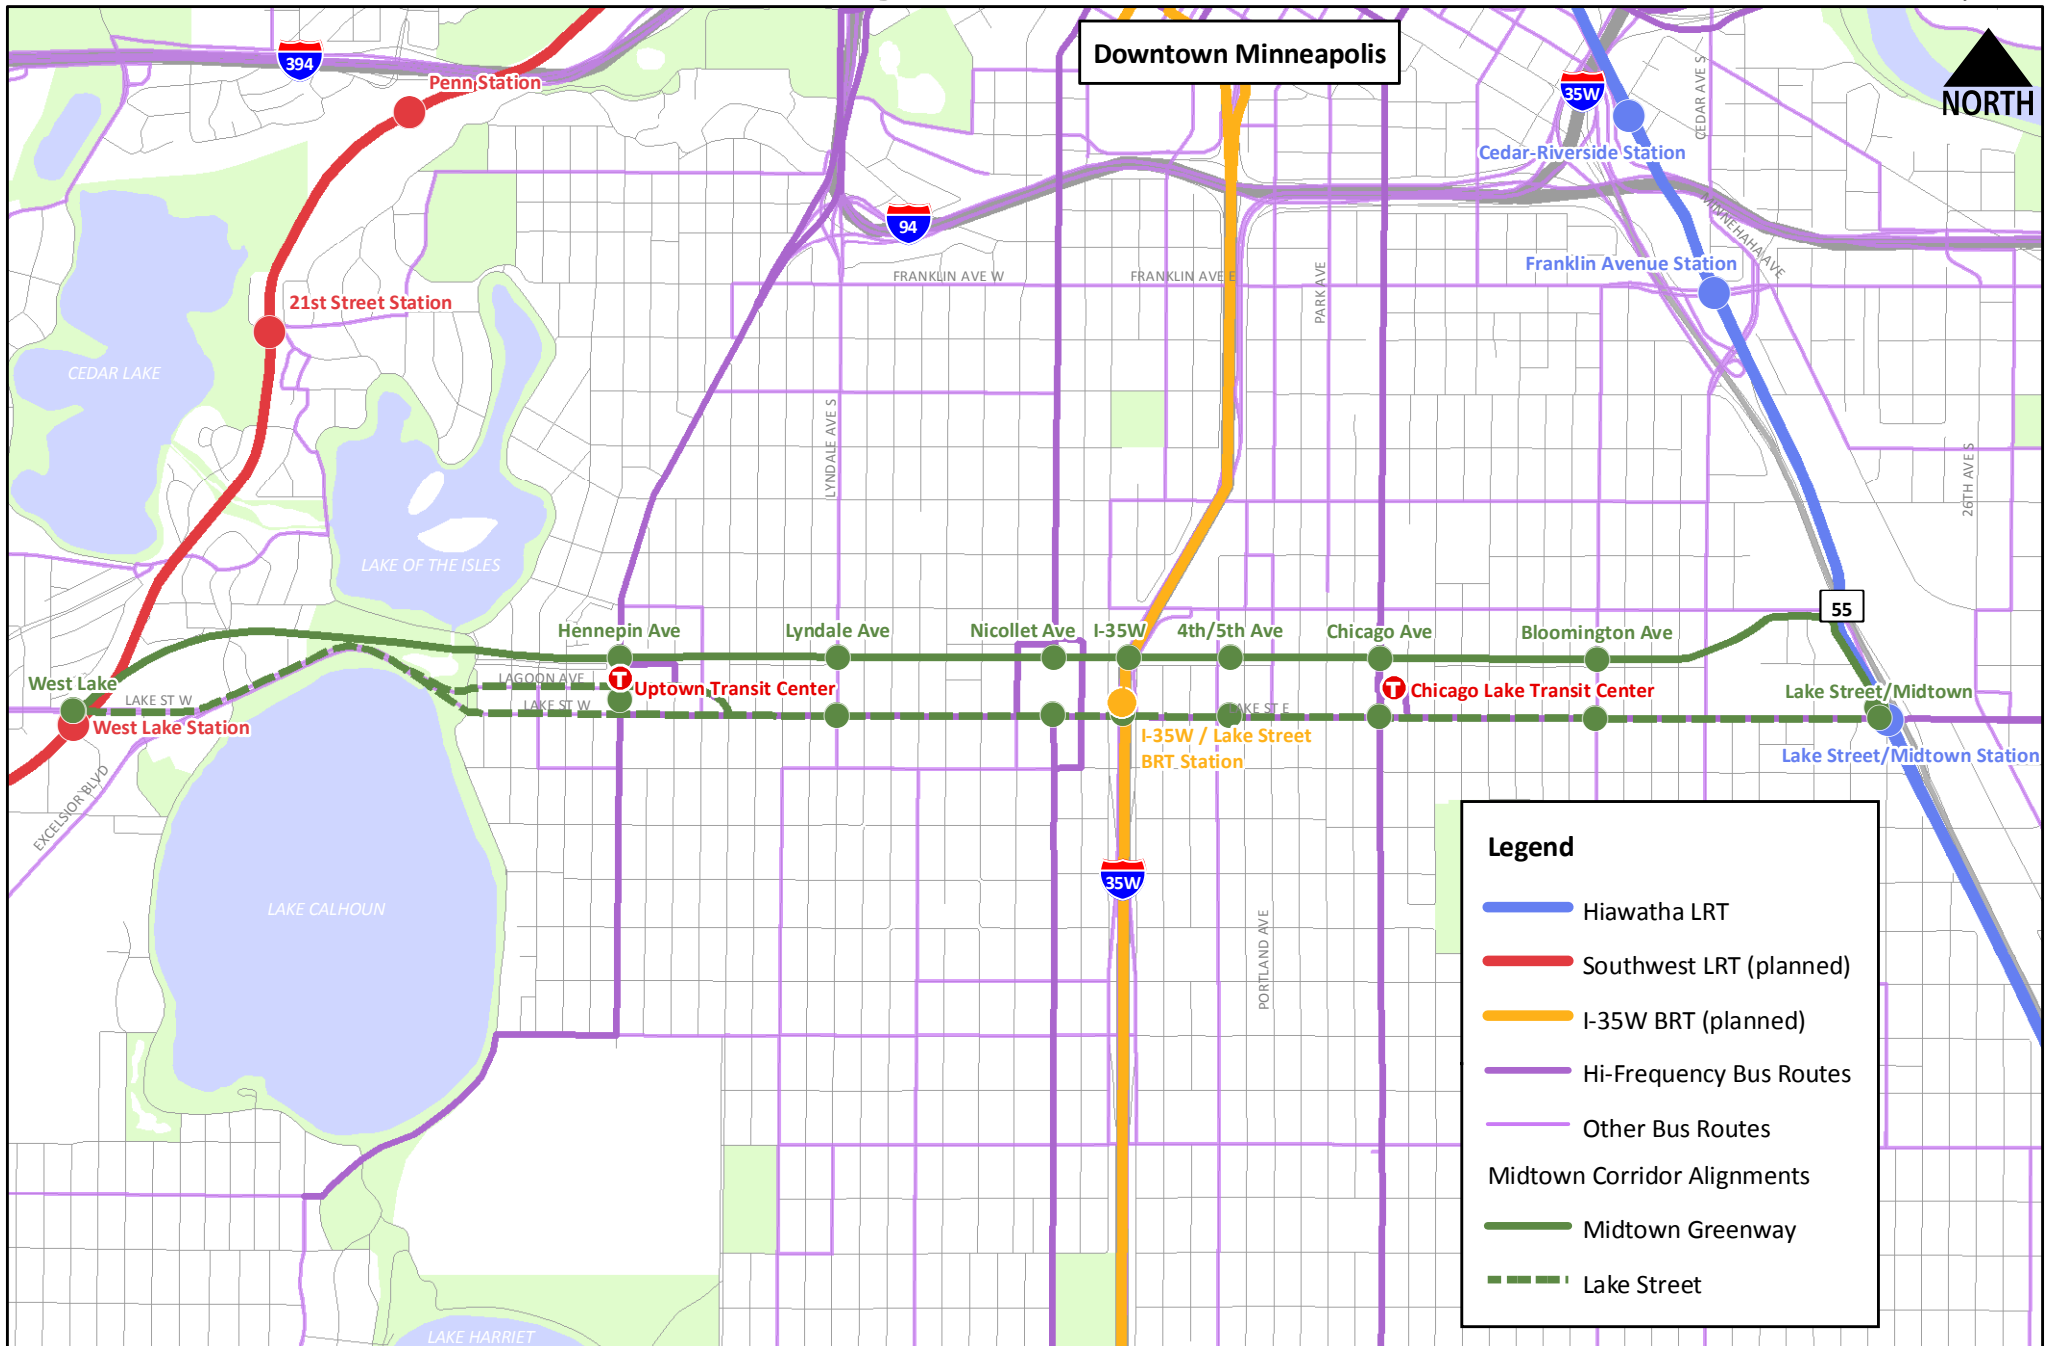 Downtown Minneapolis
NORTH
394
Penn Station
35W
CEDAR AVE S
Cedar-Riverside Station
94
MINNEHAHA AVE
FRANKLIN AVE W
FRANKLIN AVE E
PARK AVE
Franklin Avenue Station
21st Street Station
CEDAR LAKE
LYNDALE AVE S
26TH AVE S
LAKE OF THE ISLES
55
Hennepin Ave
Lyndale Ave
Nicollet Ave
I-35W
4th/5th Ave
Chicago Ave
Bloomington Ave
West Lake
LAGOON AVE
Uptown Transit Center
Chicago Lake Transit Center
Lake Street/Midtown
LAKE ST W
LAKE ST W
LAKE ST E
West Lake Station
I-35W / Lake Street
BRT Station
Lake Street/Midtown Station
EXCELSIOR BLVD
35W
LAKE CALHOUN
PORTLAND AVE
LAKE HARRIET
Legend
Hiawatha LRT
Southwest LRT (planned)
I-35W BRT (planned)
Hi-Frequency Bus Routes
Other Bus Routes
Midtown Corridor Alignments
Midtown Greenway
Lake Street